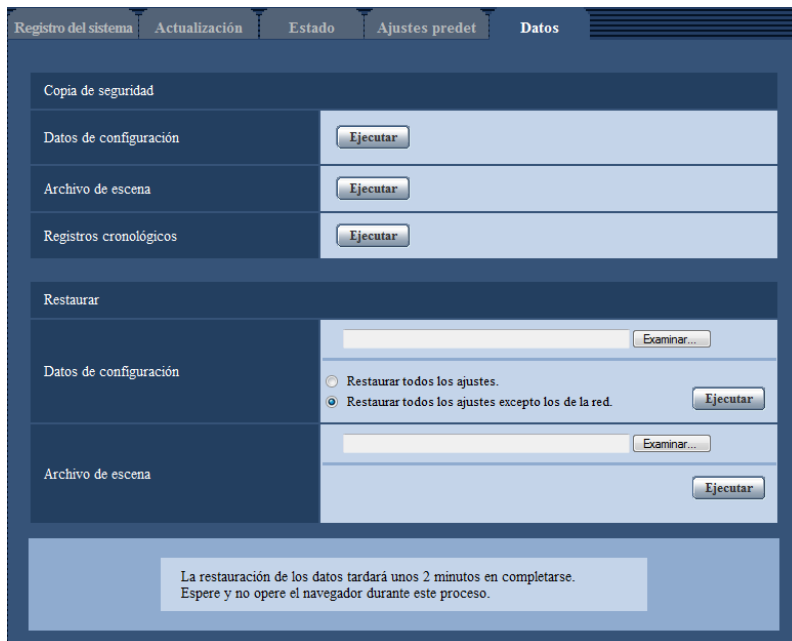 Registro del sistema Actualización Estado Ajustes predet Datos
Copia de seguridad
Datos de configuración Ejecutar
Archivo de escena Ejecutar
Registros cronológicos Ejecutar
Restaurar
Examinar...
Datos de configuración
Restaurar todos los ajustes.
Restaurar todos los ajustes excepto los de la red.
Ejecutar
Examinar...
Archivo de escena
Ejecutar
La restauración de los datos tardará unos 2 minutos en completarse.
Espere y no opere el navegador durante este proceso.